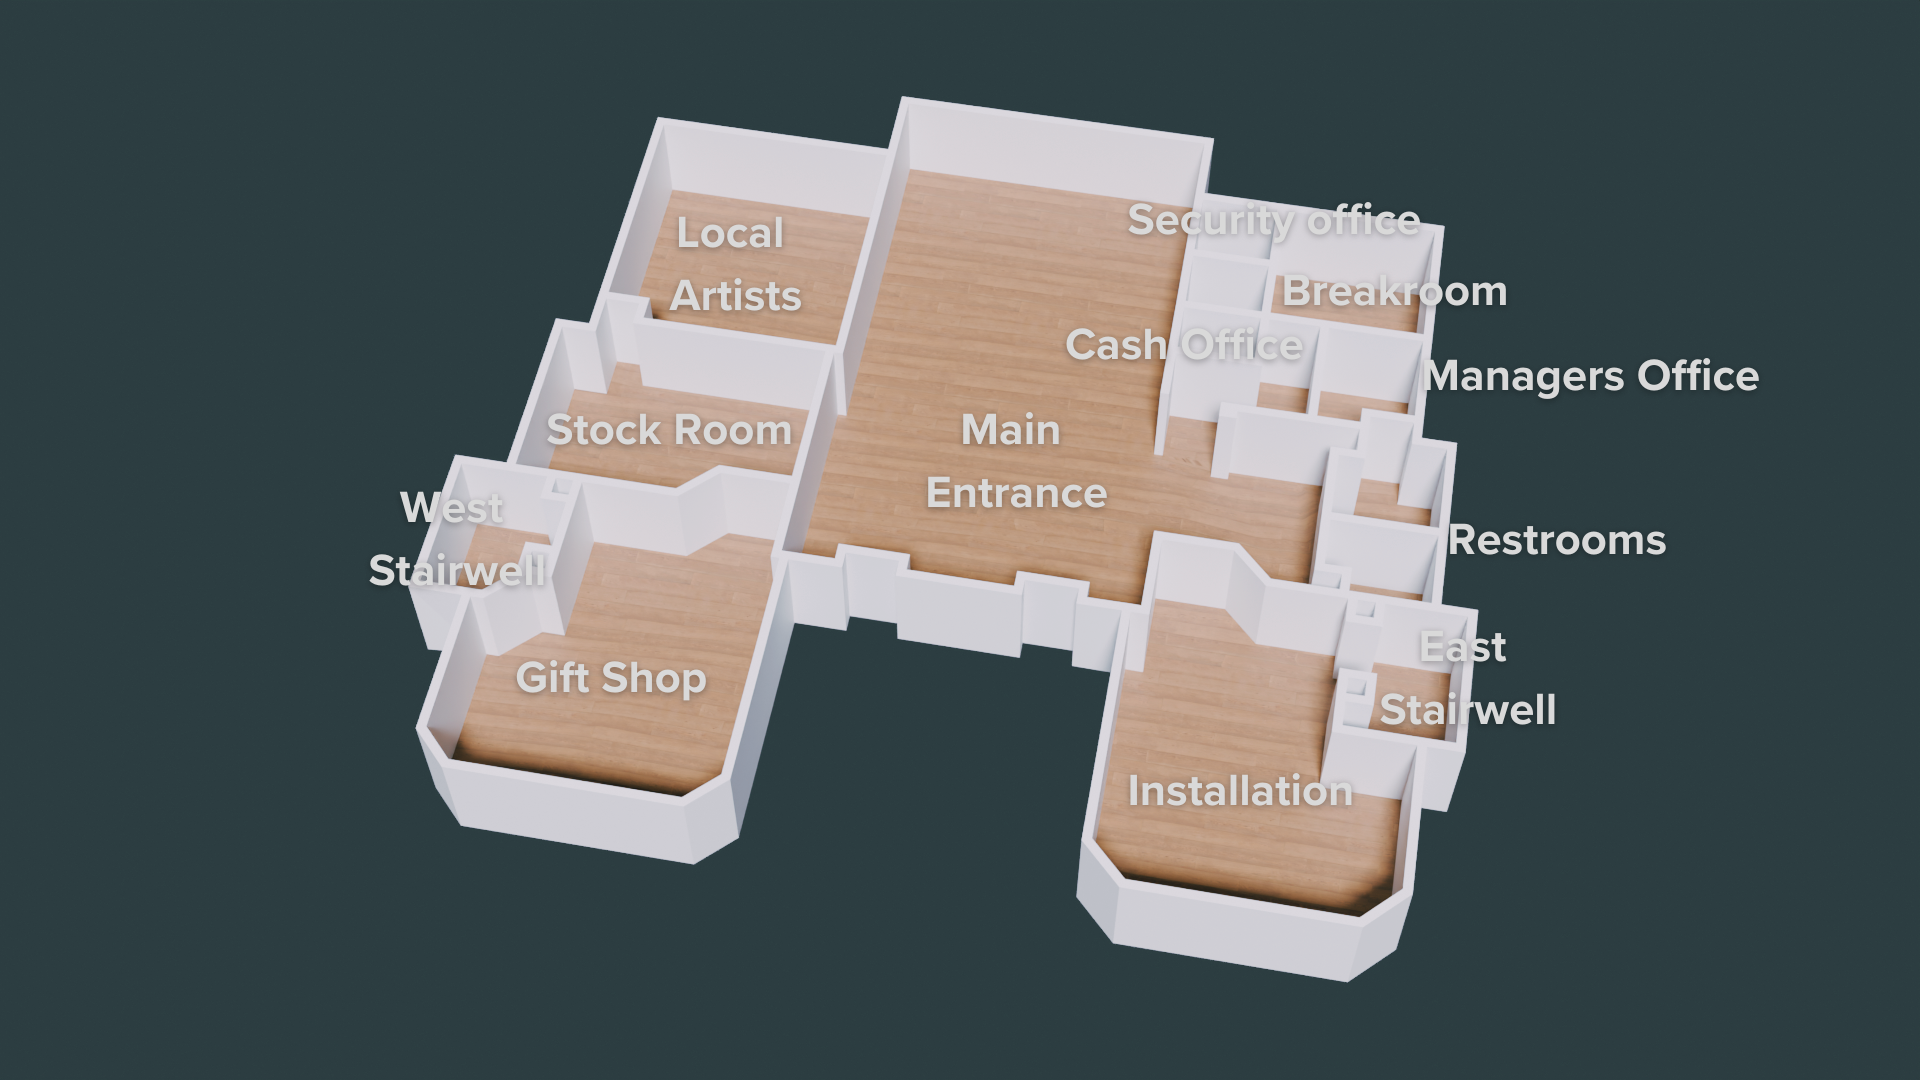 Security office
Local
Artists
Breakroom
Cash Office
Managers Office
Stock Room
Main
Entrance
West
Stairwell
Restrooms
East
Stairwell
Gift Shop
Installation